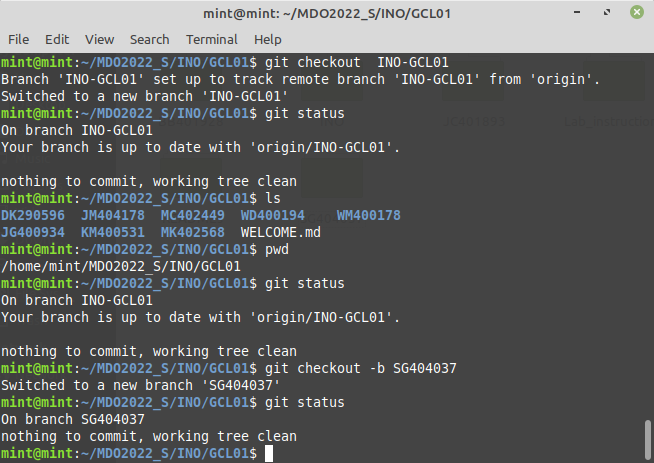 mint@mint: ~/MDO2022_S/INO/GCL01
File Edit View Search Terminal Help
mint@mint:~/MDO2022_S/INO/GCL01$ git checkout  INO-GCL01
Branch 'INO-GCL01' set up to track remote branch 'INO-GCL01' from 'origin'.
Switched to a new branch 'INO-GCL01'
mint@mint:~/MDO2022_S/INO/GCL01$ git status
On branch INO-GCL01
Your branch is up to date with 'origin/INO-GCL01'.
nothing to commit, working tree clean
mint@mint:~/MDO2022_S/INO/GCL01$ ls
DK290596  JM404178  MC402449  WD400194    WM400178
JG400934  KM400531  MK402568  WELCOME.md
mint@mint:~/MDO2022_S/INO/GCL01$ pwd
/home/mint/MDO2022_S/INO/GCL01
mint@mint:~/MDO2022_S/INO/GCL01$ git status
On branch INO-GCL01
Your branch is up to date with 'origin/INO-GCL01'.
nothing to commit, working tree clean
mint@mint:~/MDO2022_S/INO/GCL01$ git checkout -b SG404037
Switched to a new branch 'SG404037'
mint@mint:~/MDO2022_S/INO/GCL01$ git status
On branch SG404037
nothing to commit, working tree clean
mint@mint:~/MDO2022_S/INO/GCL01$